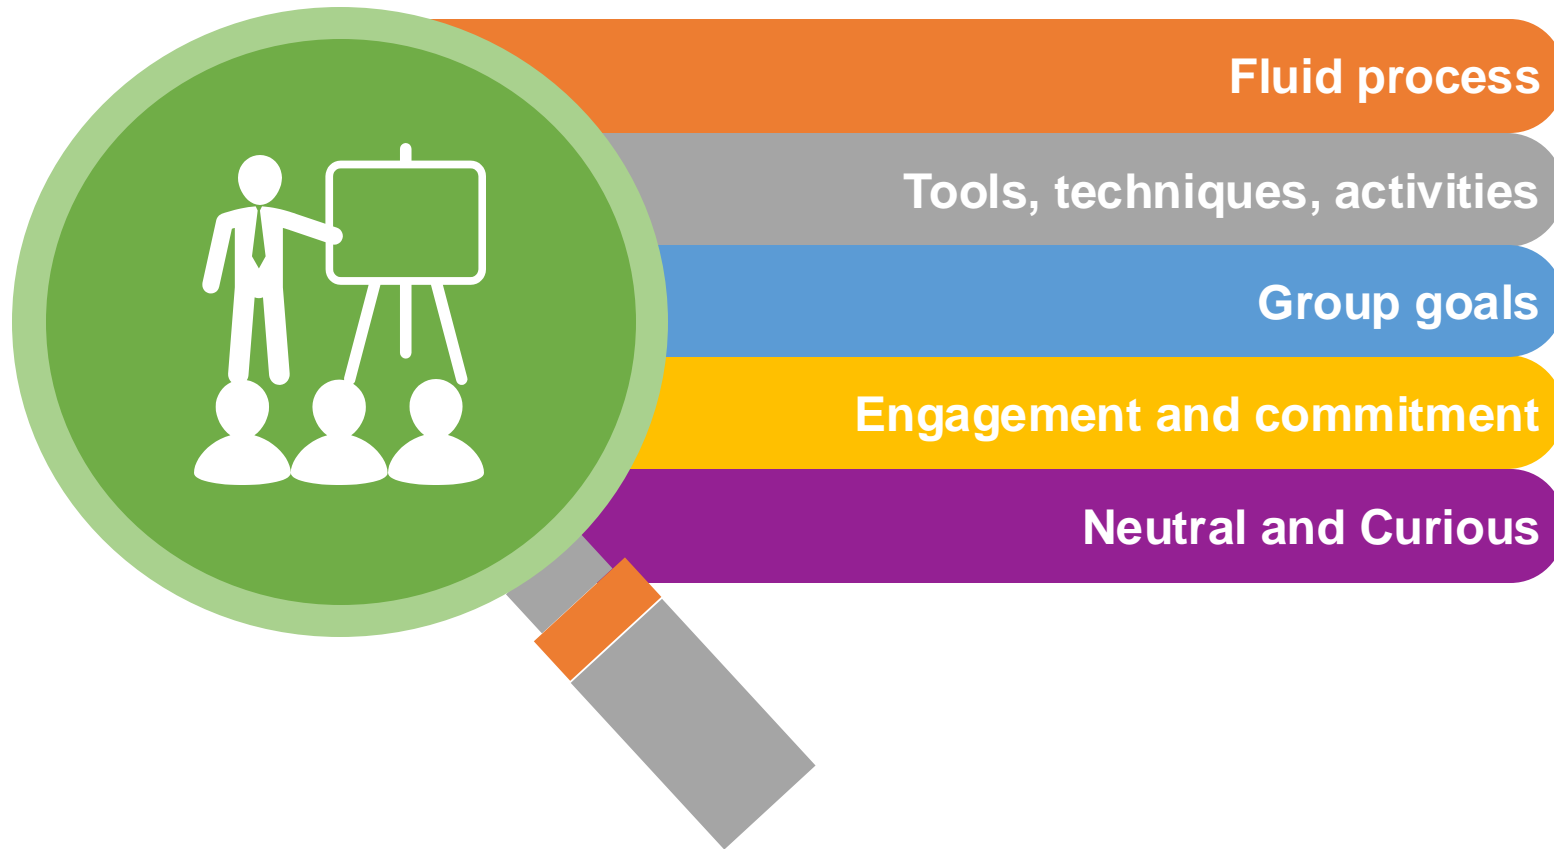 Fluid process
Tools, techniques, activities
Group goals
Engagement and commitment
Neutral and Curious